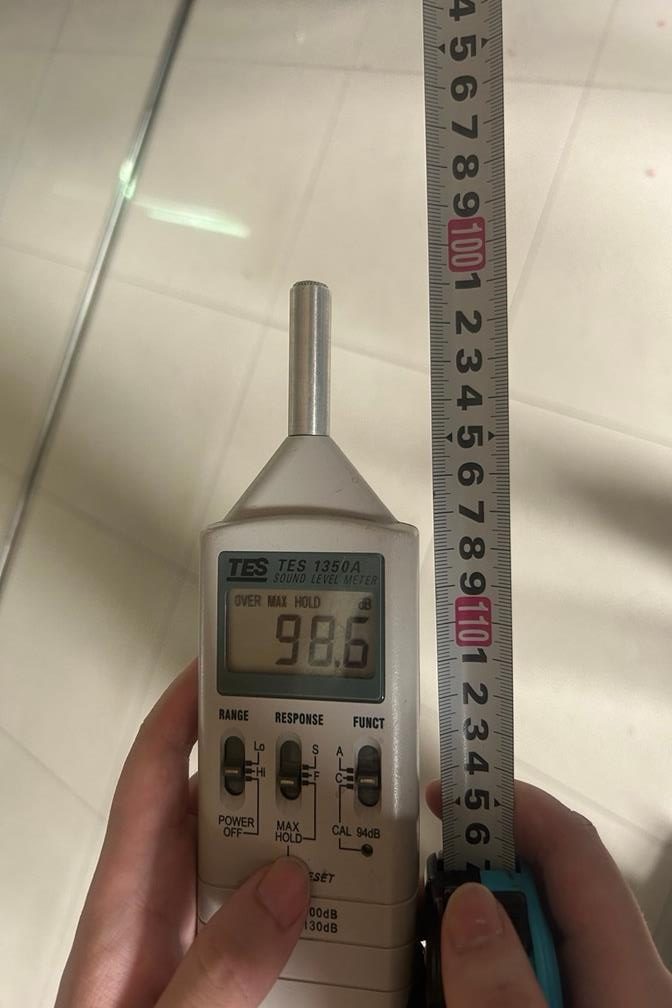 TES TES 1350A
SOUND LEVEL METER
OVER MAX HOLD dB
98.6
RANGE RESPONSE FUNCT
Lo S A
Hi F C
POWER OFF
MAX HOLD
CAL 94dB
130dB
4
5
6
7
8
9
100
1
2
3
4
5
6
7
8
9
110
1
2
3
4
5
6